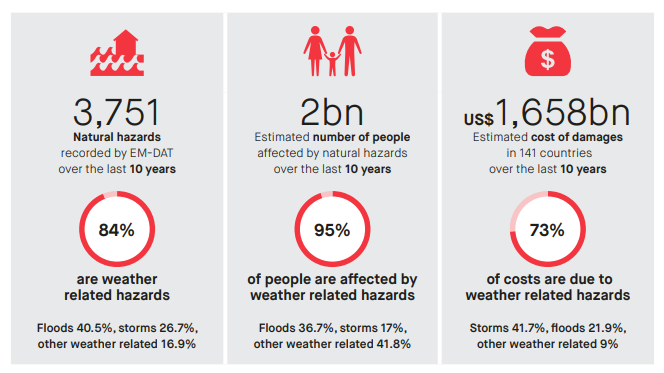 3,751
Natural hazards
recorded by EM-DAT
over the last 10 years
84%
are weather
related hazards
Floods 40.5%, storms 26.7%,
other weather related 16.9%
2bn
Estimated number of people
affected by natural hazards
over the last 10 years
95%
of people are affected by
weather related hazards
Floods 36.7%, storms 17%,
other weather related 41.8%
$
US$1,658bn
Estimated cost of damages
in 141 countries
over the last 10 years
73%
of costs are due to
weather related hazards
Storms 41.7%, floods 21.9%,
other weather related 9%